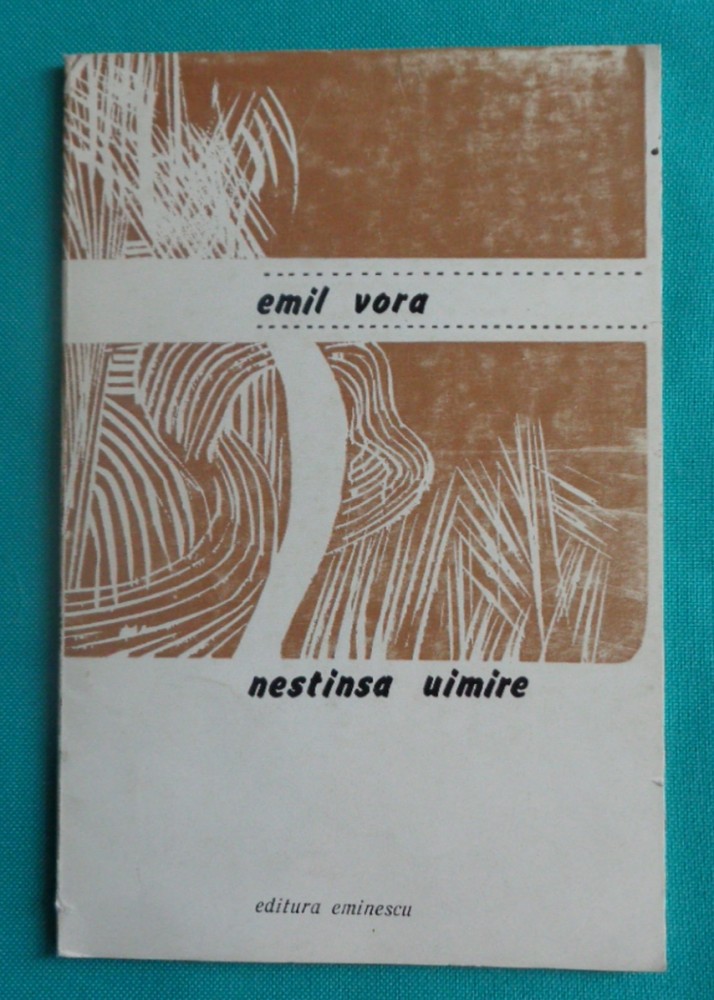 emil vora
nestinsa uimire
editura eminescu